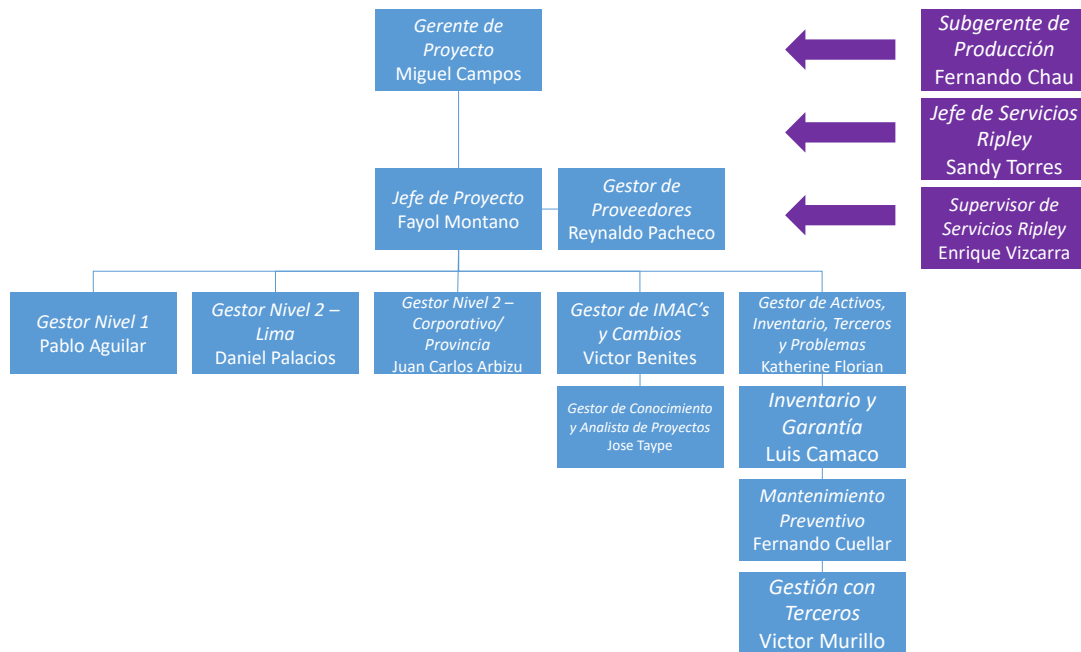 Gerente de
Proyecto
Miguel Campos
Subgerente de
Producción
Fernando Chau
Jefe de Servicios
Ripley
Sandy Torres
Jefe de Proyecto
Fayol Montano
Gestor de
Proveedores
Reynaldo Pacheco
Supervisor de
Servicios Ripley
Enrique Vizcarra
Gestor Nivel 1
Pablo Aguilar
Gestor Nivel 2 –
Lima
Daniel Palacios
Gestor Nivel 2 –
Corporativo/
Provincia
Juan Carlos Arbizu
Gestor de IMAC's
y Cambios
Victor Benites
Gestor de Activos,
Inventario, Terceros
y Problemas
Katherine Florian
Gestor de Conocimiento
y Analista de Proyectos
Jose Taype
Inventario y
Garantía
Luis Camaco
Mantenimiento
Preventivo
Fernando Cuellar
Gestión con
Terceros
Victor Murillo